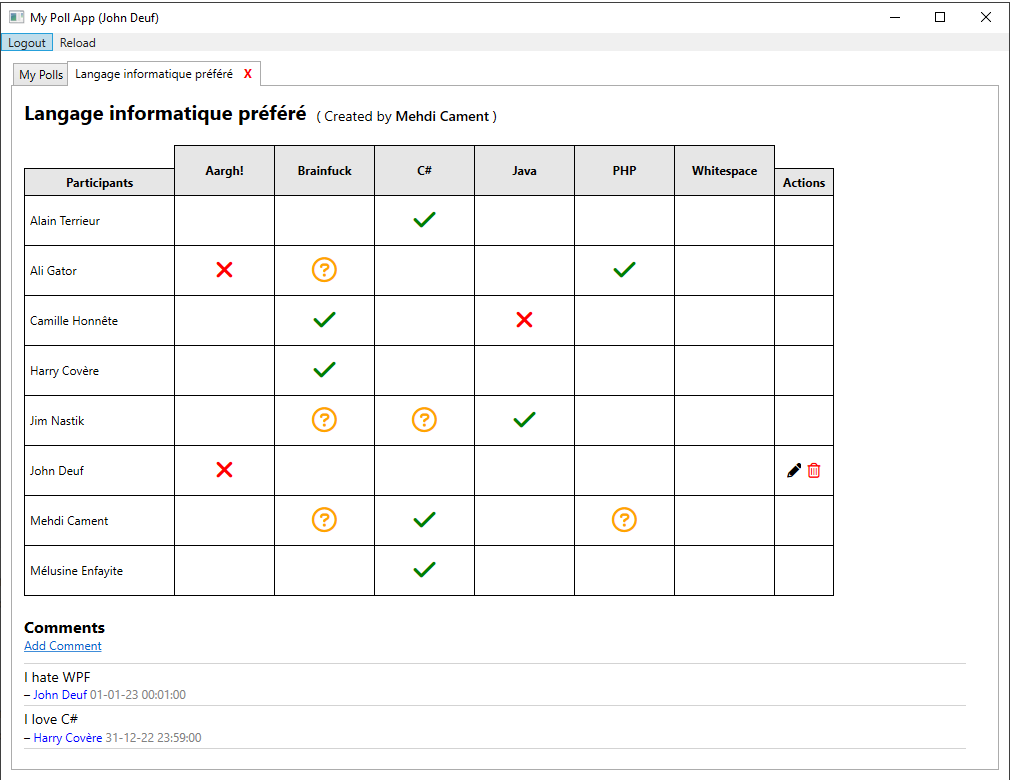 My Poll App (John Deuf)
Logout Reload
My Polls Langage informatique préféré X
Langage informatique préféré ( Created by Mehdi Cament )
Participants Aargh! Brainfuck C# Java PHP Whitespace Actions
Alain Terrieur
Ali Gator
Camille Honnête
Harry Covère
Jim Nastik
John Deuf
Mehdi Cament
Mélusine Enfayite
Comments
Add Comment
I hate WPF
– John Deuf 01-01-23 00:01:00
I love C#
– Harry Covère 31-12-22 23:59:00